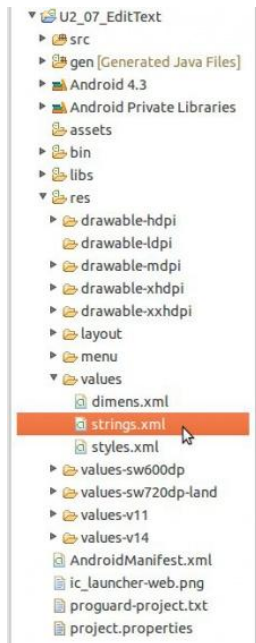 U2_07_EditText
src
gen [Generated Java Files]
Android 4.3
Android Private Libraries
assets
bin
libs
res
drawable-hdpi
drawable-ldpi
drawable-mdpi
drawable-xhdpi
drawable-xxhdpi
layout
menu
values
dimens.xml
strings.xml
styles.xml
values-sw600dp
values-sw720dp-land
values-v11
values-v14
AndroidManifest.xml
ic_launcher-web.png
proguard-project.txt
project.properties